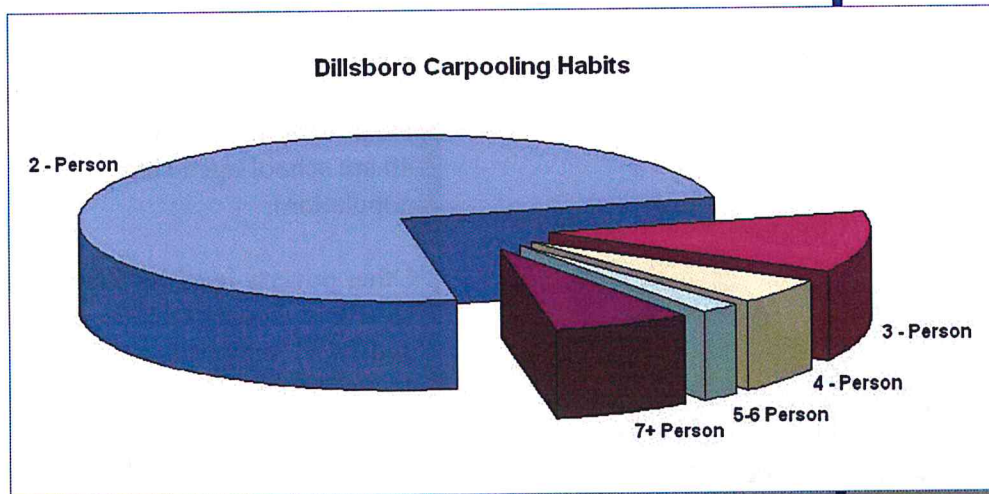 Dillsboro Carpooling Habits
2 - Person
3 - Person
4 - Person
5-6 Person
7+ Person